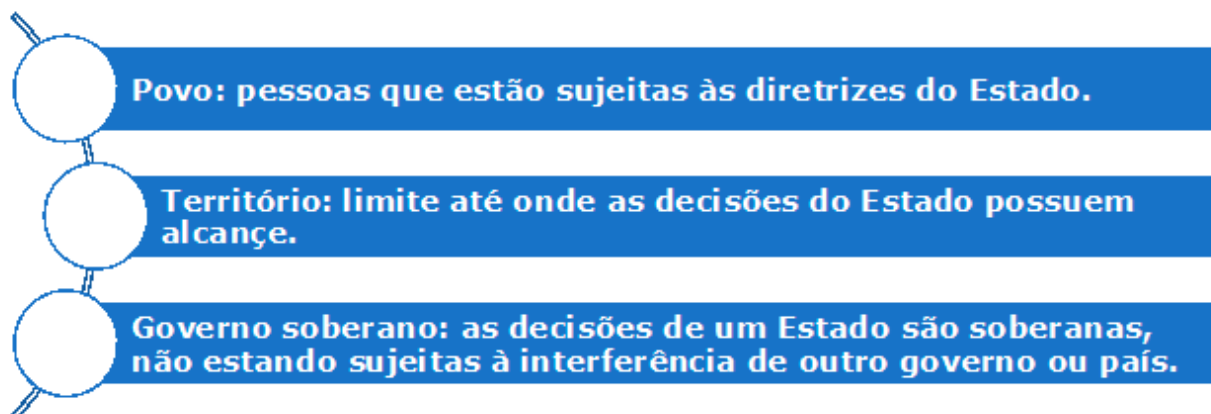 Povo: pessoas que estão sujeitas às diretrizes do Estado.
Território: limite até onde as decisões do Estado possuem
alcançe.
Governo soberano: as decisões de um Estado são soberanas,
não estando sujeitas à interferência de outro governo ou país.